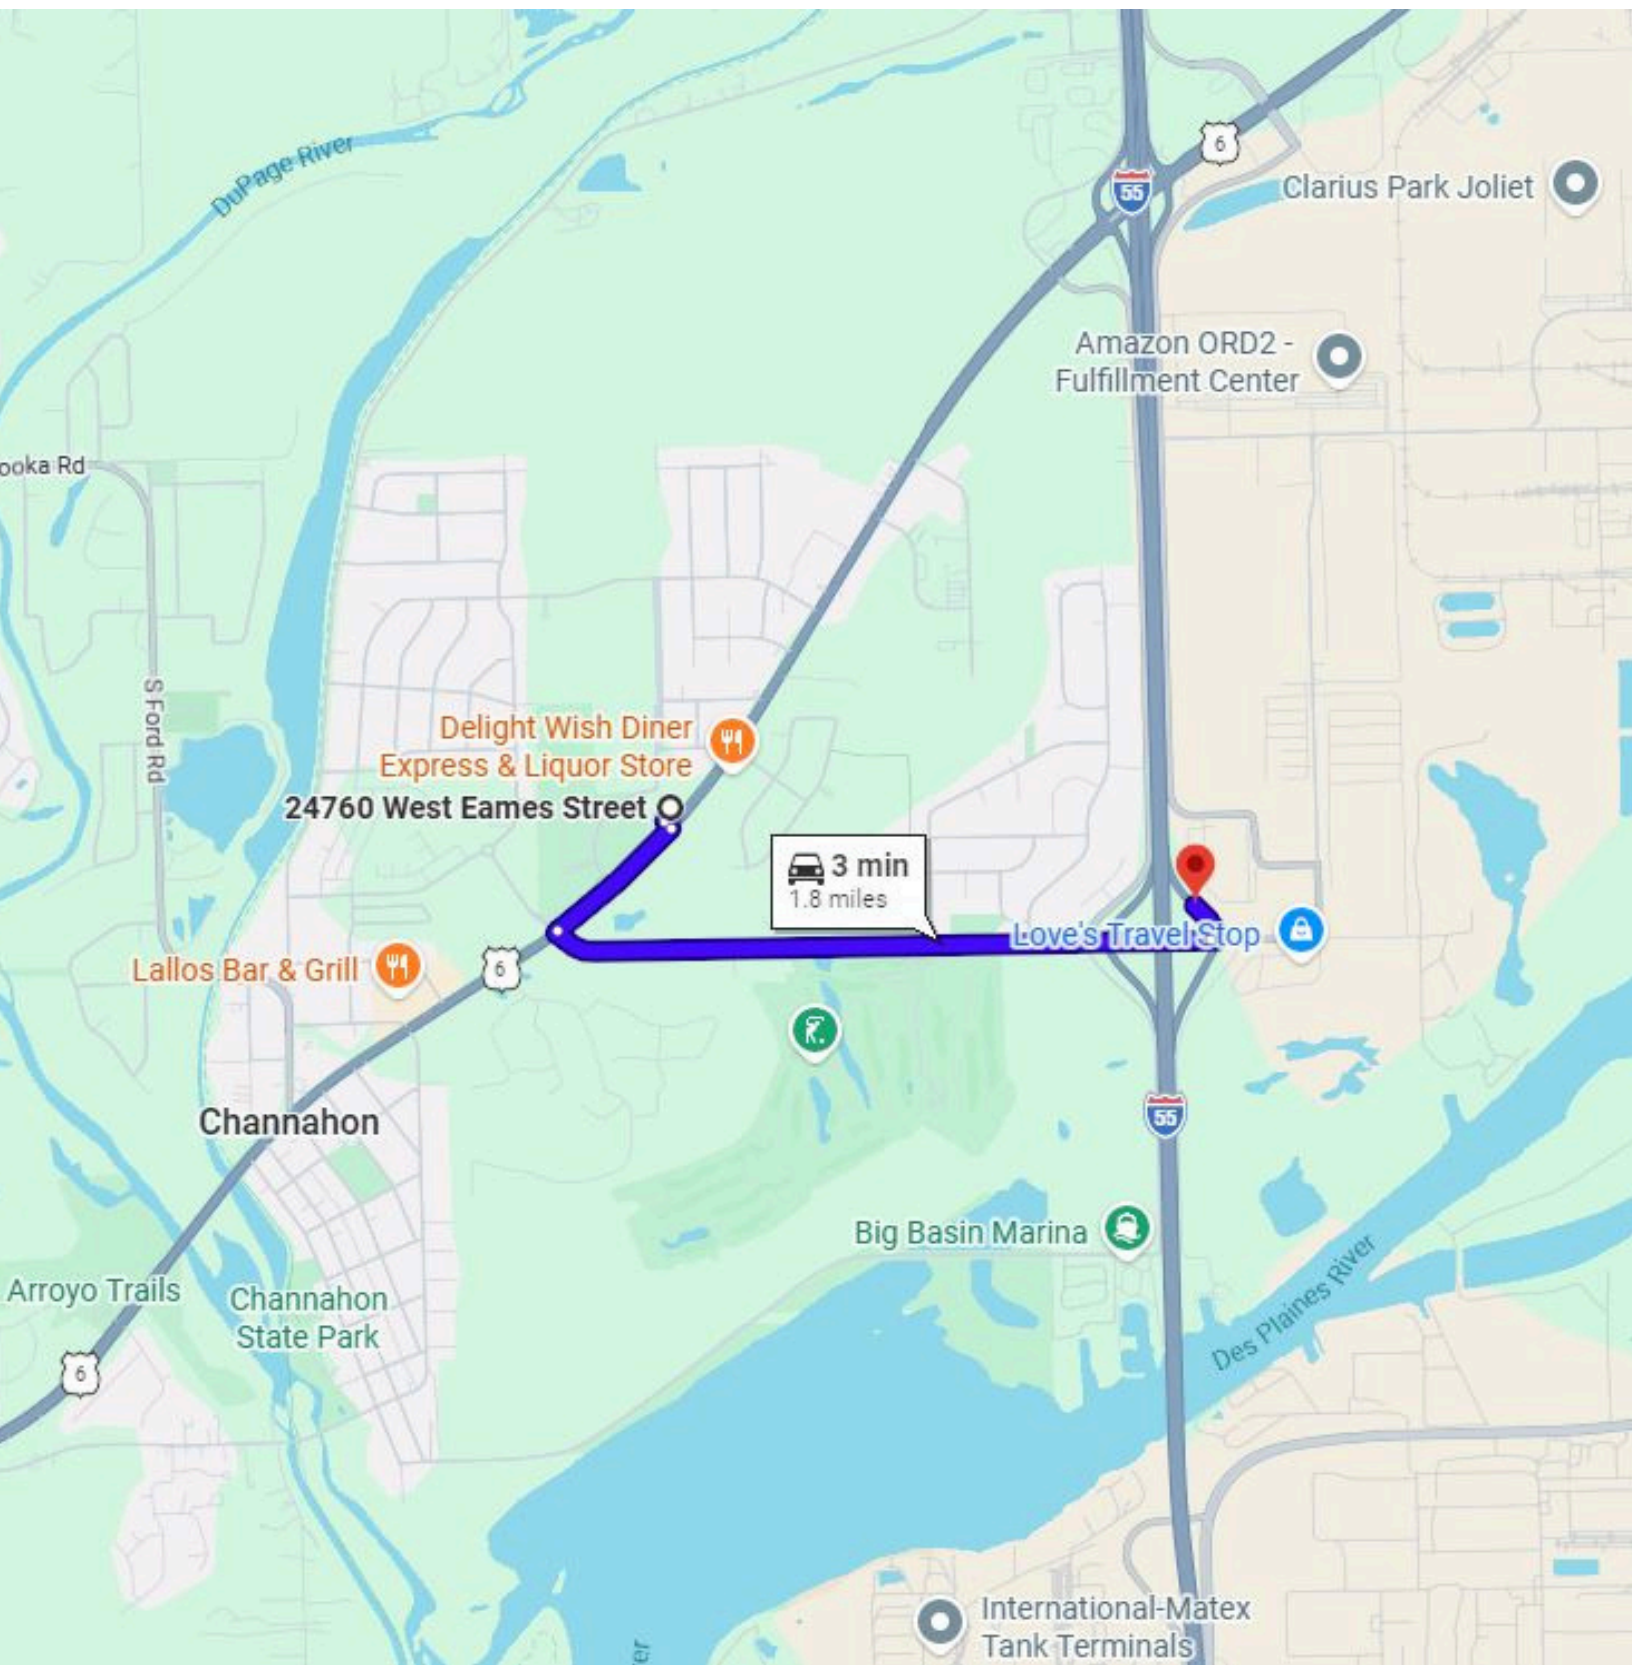 DuPage River
6
55
Clarius Park Joliet
Amazon ORD2 -
Fulfillment Center
ooka Rd
S Ford Rd
Delight Wish Diner
Express & Liquor Store
24760 West Eames Street
3 min
1.8 miles
Love's Travel Stop
Lallos Bar & Grill
6
Channahon
55
Big Basin Marina
Des Plaines River
Arroyo Trails
Channahon
State Park
6
International-Matex
Tank Terminals
er